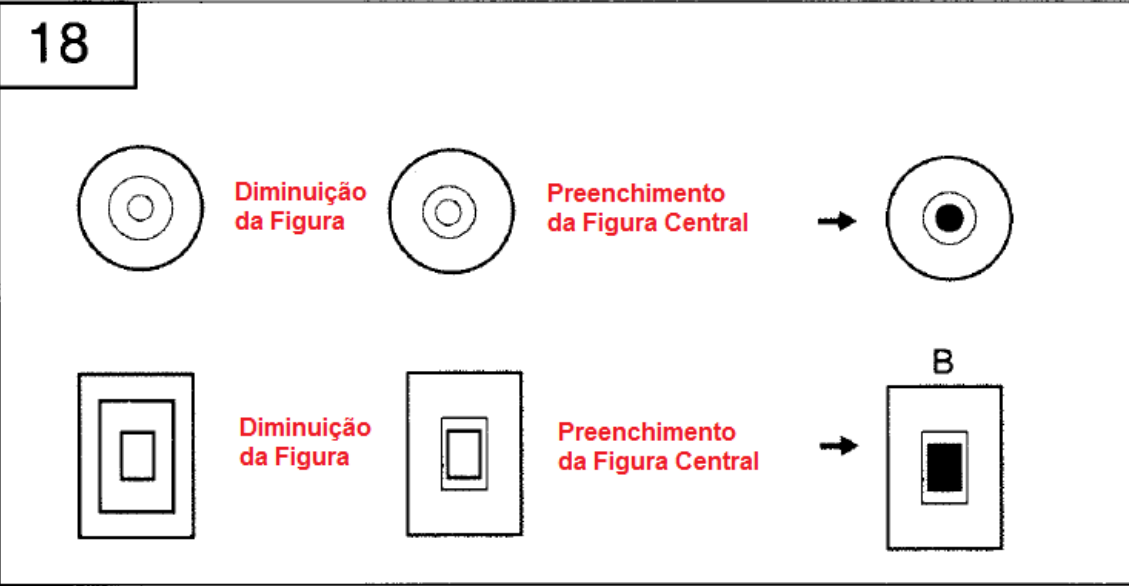 18
Diminuição
da Figura
Preenchimento
da Figura Central
B
Diminuição
da Figura
Preenchimento
da Figura Central